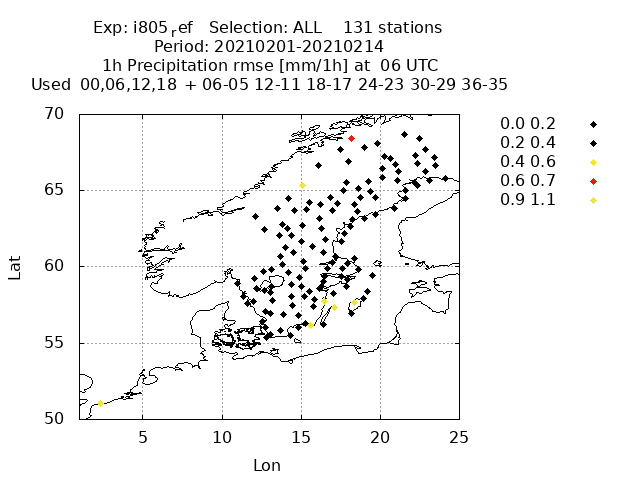 Exp: i805ref Selection: ALL 131 stations
Period: 20210201-20210214
1h Precipitation rmse [mm/1h] at 06 UTC
Used 00,06,12,18 + 06-05 12-11 18-17 24-23 30-29 36-35
70
65
60
55
50
Lat
5 10 15 20 25
Lon
0.0 0.2
0.2 0.4
0.4 0.6
0.6 0.7
0.9 1.1